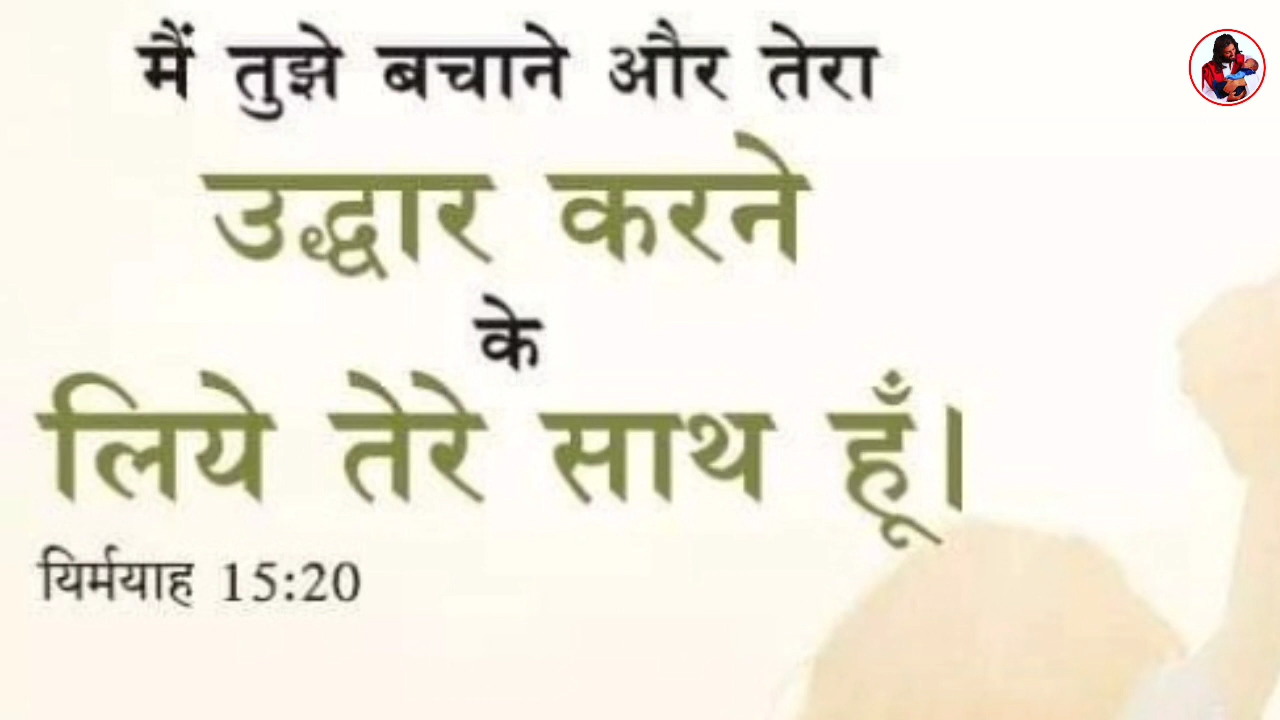 मैं तुझे बचाने और तेरा
उद्धार करने
के
लिये तेरे साथ हूँ।
यिर्मयाह 15:20